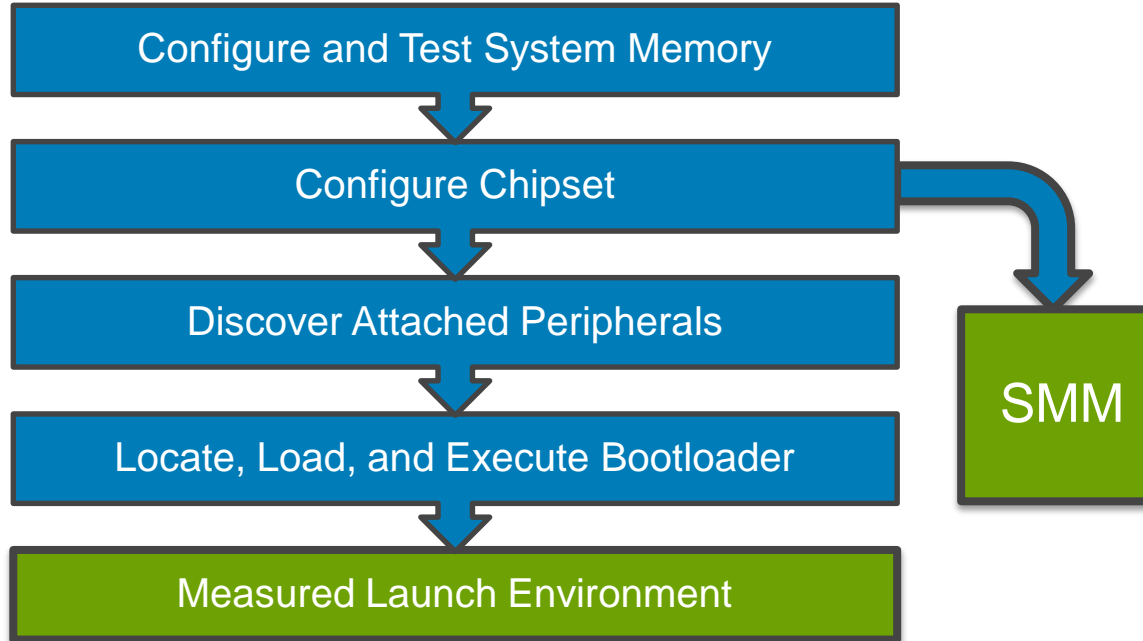 Configure and Test System Memory
Configure Chipset
Discover Attached Peripherals
SMM
Locate, Load, and Execute Bootloader
Measured Launch Environment